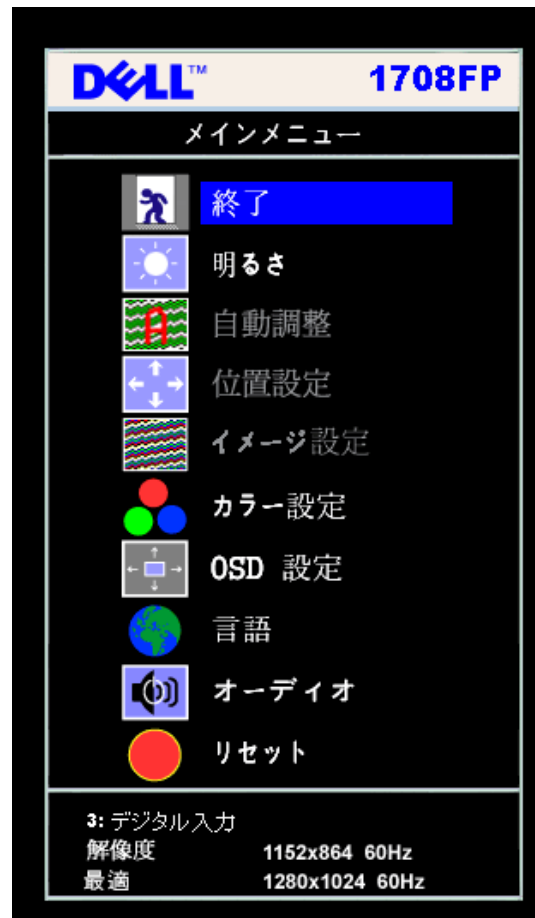 DELL™ 1708FP
メインメニュー
終了
明るさ
自動調整
位置設定
イメージ設定
カラー設定
OSD 設定
言語
オーディオ
リセット
3: デジタル入力
解像度 1152x864 60Hz
最適 1280x1024 60Hz